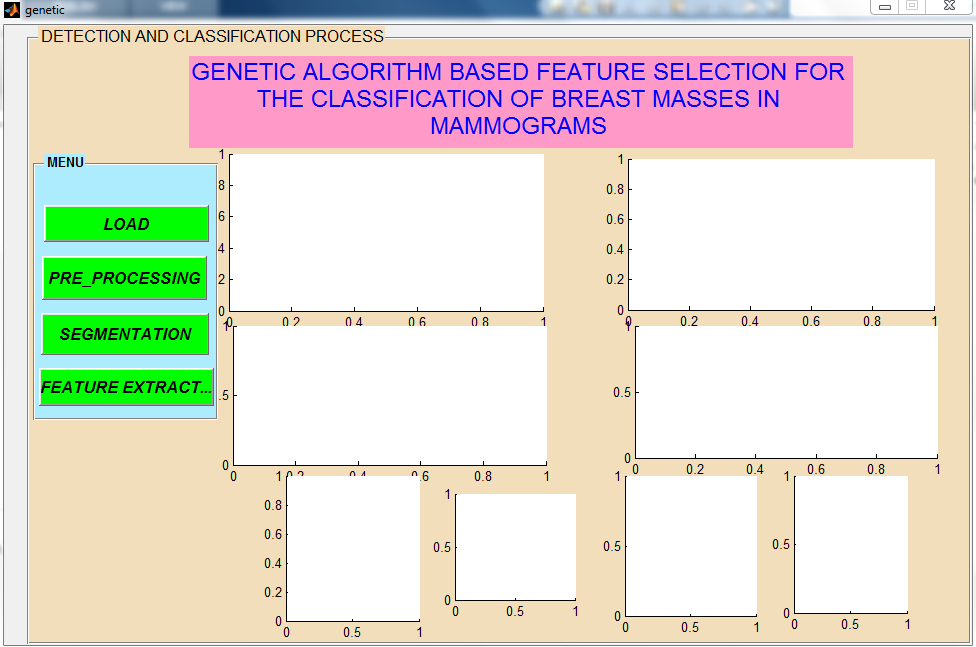 genetic
DETECTION AND CLASSIFICATION PROCESS
GENETIC ALGORITHM BASED FEATURE SELECTION FOR
THE CLASSIFICATION OF BREAST MASSES IN
MAMMOGRAMS
MENU
LOAD
PRE_PROCESSING
SEGMENTATION
FEATURE EXTRACT...
1
8
6
4
2
0
0 0.2 0.4 0.6 0.8 1
1
0.8
0.6
0.4
0.2
0
0 0.2 0.4 0.6 0.8 1
1
.5
0
0 0.2 0.4 0.6 0.8 1
1
0.5
0
0 0.2 0.4 0.6 0.8 1
1
0.8
0.6
0.4
0.2
0
0 0.5 1
1
0.5
0
0 0.5 1
1
0.5
0
0 0.5 1
1
0.5
0
0 0.5 1